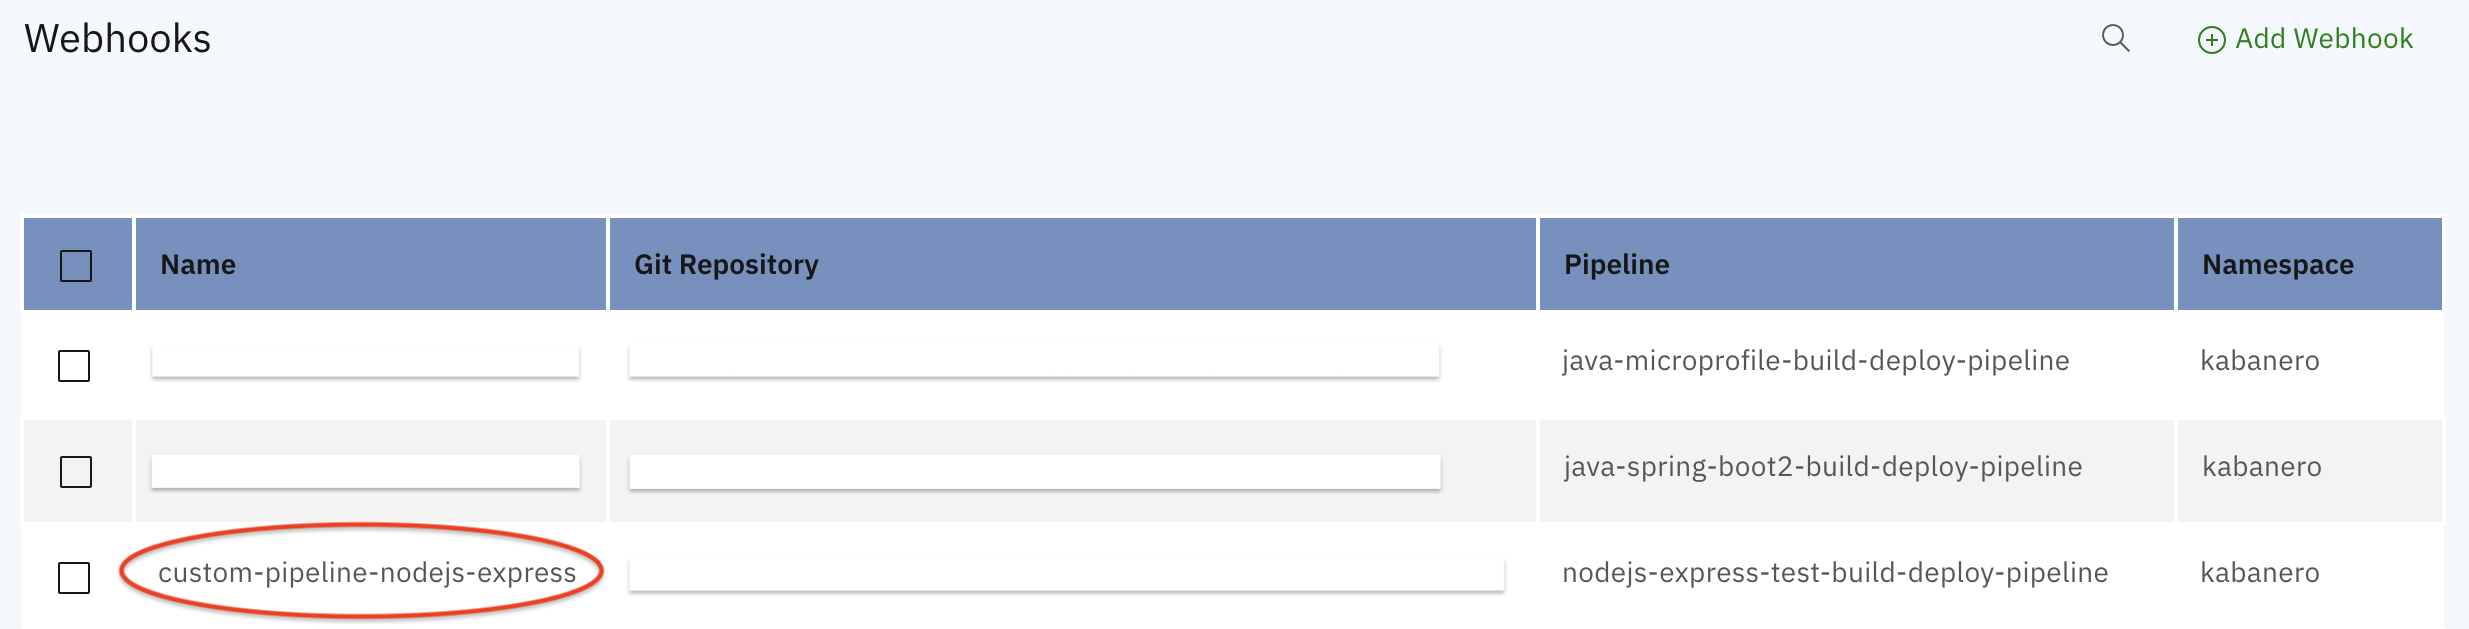 Webhooks
Add Webhook
Name Git Repository Pipeline Namespace
java-microprofile-build-deploy-pipeline kabanero
java-spring-boot2-build-deploy-pipeline kabanero
custom-pipeline-nodejs-express nodejs-express-test-build-deploy-pipeline kabanero